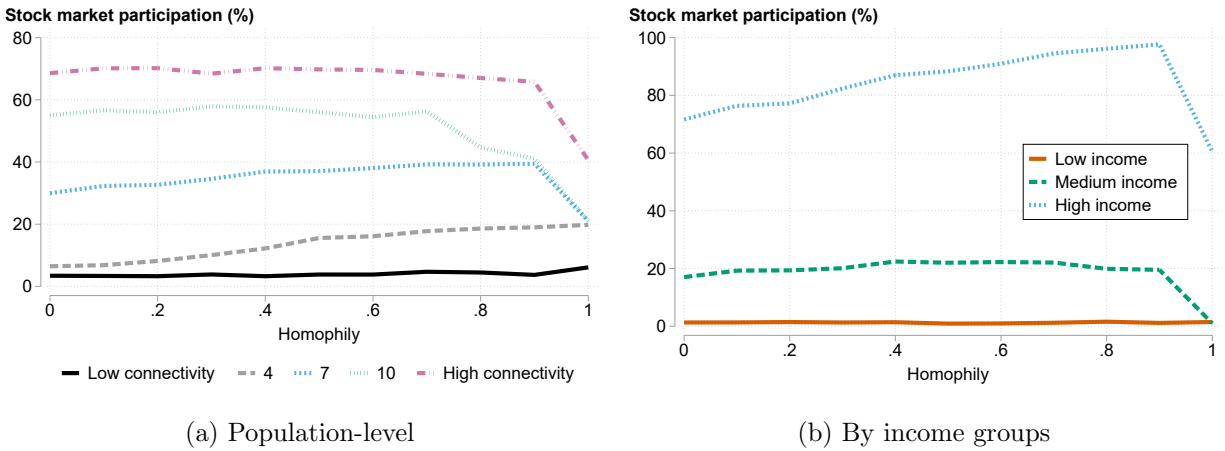 Stock market participation (%)
80
60
40
20
0
0 .2 .4 .6 .8 1
Homophily
Low connectivity 4 7 10 High connectivity
(a) Population-level
Stock market participation (%)
100
80
60
40
20
0
Low income
Medium income
High income
0 .2 .4 .6 .8 1
Homophily
(b) By income groups